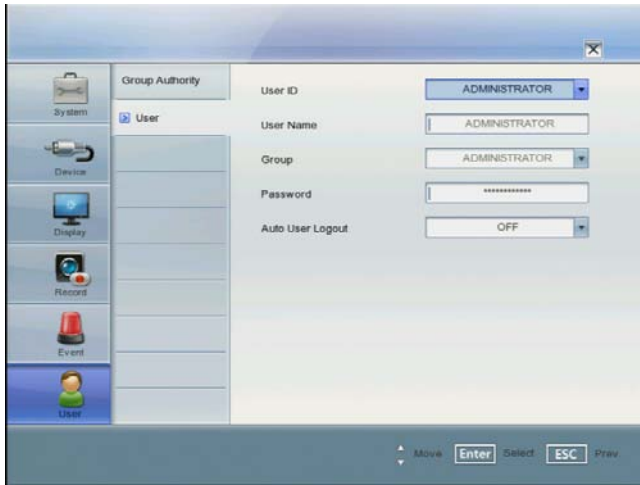 System
Device
Display
Record
Event
User
Group Authority
User
User ID ADMINISTRATOR
User Name ADMINISTRATOR
Group ADMINISTRATOR
Password ************
Auto User Logout OFF
Move Enter Select ESC Prev.